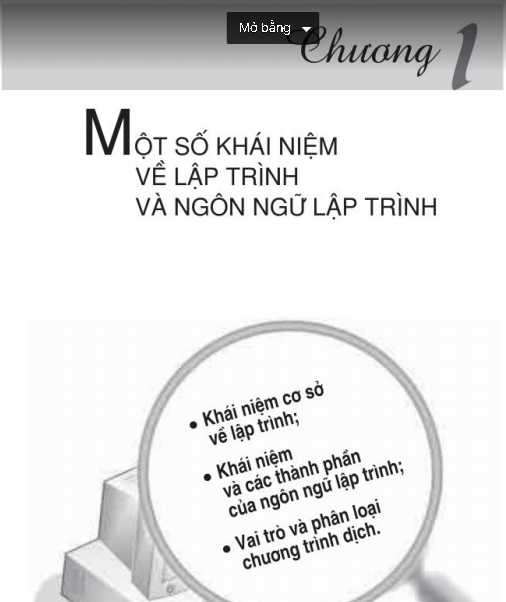 Mở bằng
Chương 1
MỘT SỐ KHÁI NIỆM
VỀ LẬP TRÌNH
VÀ NGÔN NGỮ LẬP TRÌNH
• Khái niệm cơ sở
về lập trình;
• Khái niệm
và các thành phần
của ngôn ngữ lập trình;
• Vai trò và phân loại
chương trình dịch.